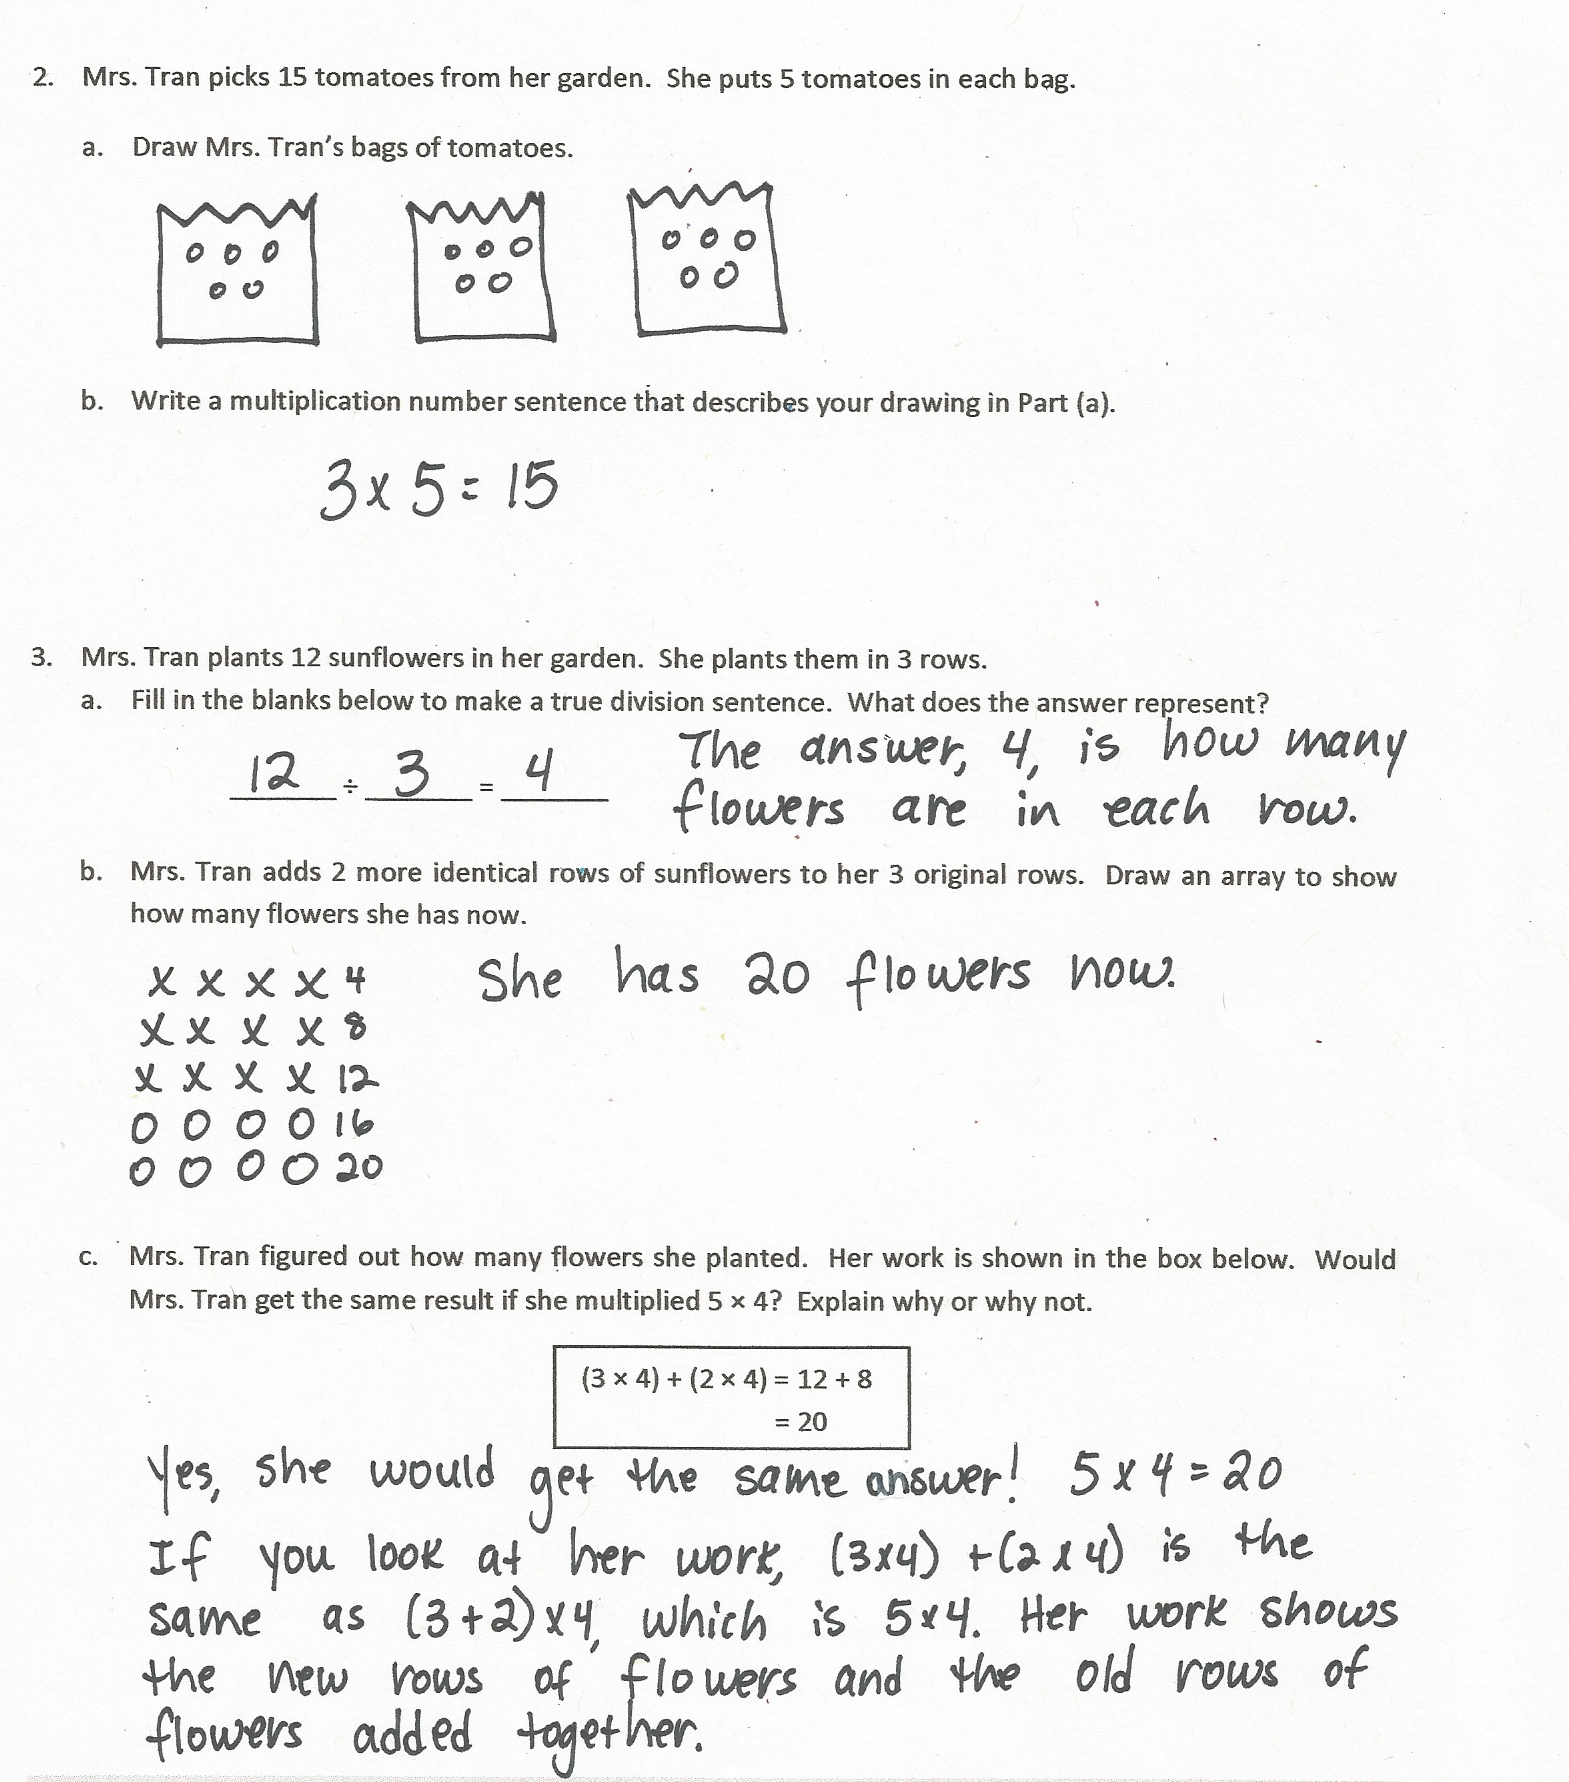 2. Mrs. Tran picks 15 tomatoes from her garden. She puts 5 tomatoes in each bag.
a. Draw Mrs. Tran's bags of tomatoes.
b. Write a multiplication number sentence that describes your drawing in Part (a).
3 x 5 = 15
3. Mrs. Tran plants 12 sunflowers in her garden. She plants them in 3 rows.
a. Fill in the blanks below to make a true division sentence. What does the answer represent?
12 ÷ 3 = 4
The answer, 4, is how many
flowers are in each row.
b. Mrs. Tran adds 2 more identical rows of sunflowers to her 3 original rows. Draw an array to show
how many flowers she has now.
X X X X 4
X X X X 8
X X X X 12
O O O O 16
O O O O 20
She has 20 flowers now.
c. Mrs. Tran figured out how many flowers she planted. Her work is shown in the box below. Would
Mrs. Tran get the same result if she multiplied 5 × 4? Explain why or why not.
(3 × 4) + (2 × 4) = 12 + 8
= 20
Yes, she would get the same answer! 5 x 4 = 20
If you look at her work, (3x4) + (2x4) is the
same as (3+2)x4, which is 5x4. Her work shows
the new rows of flowers and the old rows of
flowers added together.